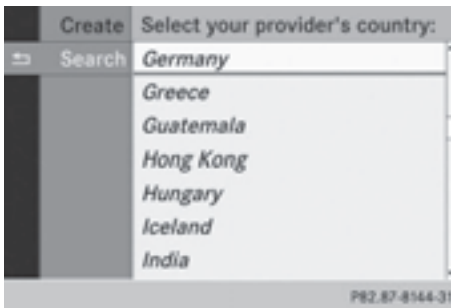 Create Select your provider's country:
Search Germany
Greece
Guatemala
Hong Kong
Hungary
Iceland
India
P82.87-8144-31